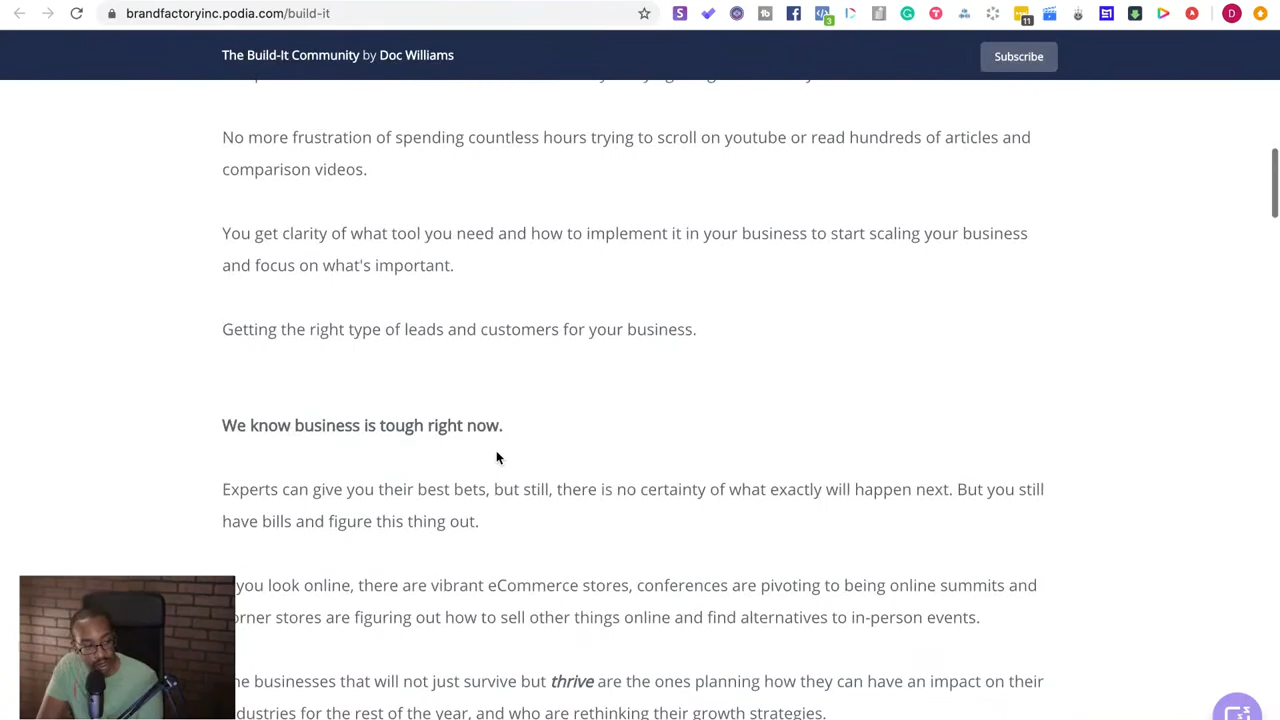 brandfactoryinc.podia.com/build-it
3
11
D
The Build-It Community by Doc Williams
Subscribe
No more frustration of spending countless hours trying to scroll on youtube or read hundreds of articles and
comparison videos.
You get clarity of what tool you need and how to implement it in your business to start scaling your business
and focus on what's important.
Getting the right type of leads and customers for your business.
We know business is tough right now.
Experts can give you their best bets, but still, there is no certainty of what exactly will happen next. But you still
have bills and figure this thing out.
you look online, there are vibrant eCommerce stores, conferences are pivoting to being online summits and
orner stores are figuring out how to sell other things online and find alternatives to in-person events.
he businesses that will not just survive but thrive are the ones planning how they can have an impact on their
ndustries for the rest of the year, and who are rethinking their growth strategies.